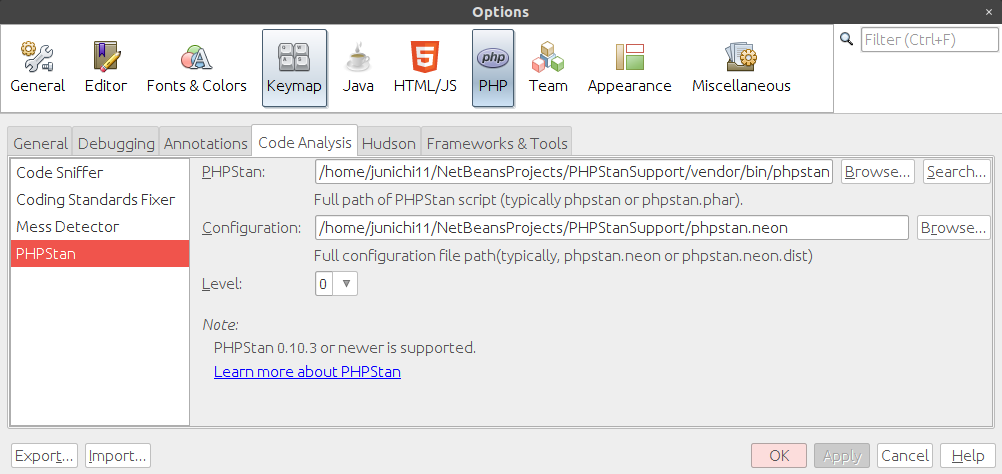 Options
×
Filter (Ctrl+F)
5
php
General Editor Fonts & Colors Keymap Java HTML/JS PHP Team Appearance Miscellaneous
General Debugging Annotations Code Analysis Hudson Frameworks & Tools
Code Sniffer
Coding Standards Fixer
Mess Detector
PHPStan
PHPStan: /home/junichi11/NetBeansProjects/PHPStanSupport/vendor/bin/phpstan Browse... Search...
Full path of PHPStan script (typically phpstan or phpstan.phar).
Configuration: /home/junichi11/NetBeansProjects/PHPStanSupport/phpstan.neon Browse...
Full configuration file path(typically, phpstan.neon or phpstan.neon.dist)
Level: 0
Note:
PHPStan 0.10.3 or newer is supported.
Learn more about PHPStan
Export... Import... OK Apply Cancel Help